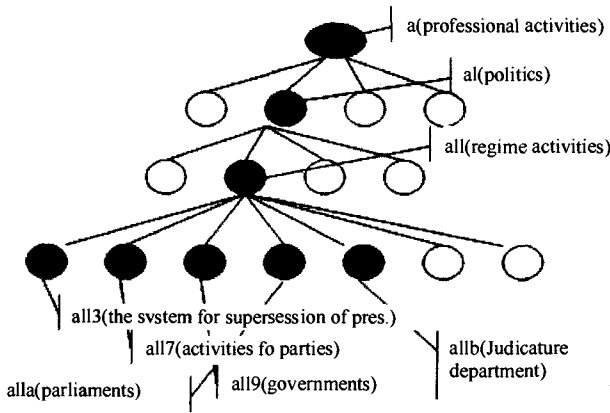 a(professional activities)
al(politics)
all(regime activities)
all3(the svstem for supersession of pres.)
all7(activities fo parties)
allb(Judicature
department)
alla(parliaments)
all9(governments)